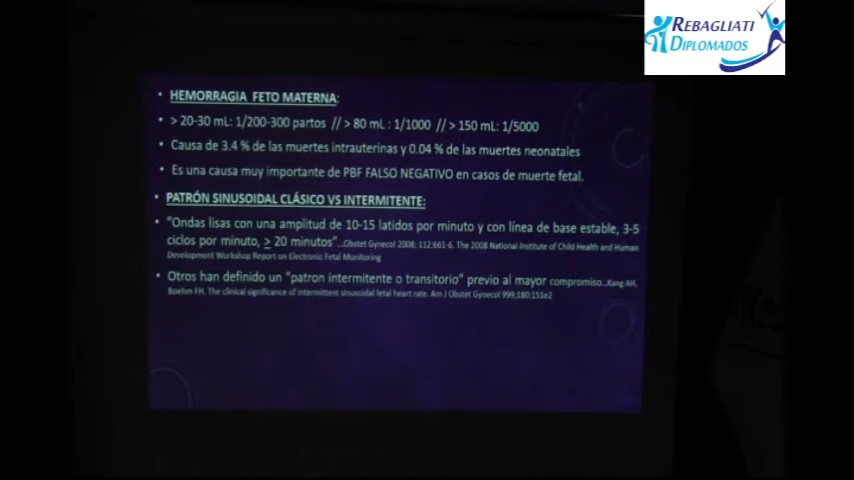 REBAGLIATI
DIPLOMADOS
• HEMORRAGIA FETO MATERNA:
• > 20-30 mL: 1/200-300 partos // > 80 mL : 1/1000 // > 150 mL: 1/5000
• Causa de 3.4 % de las muertes intrauterinas y 0.04 % de las muertes neonatales
• Es una causa muy importante de PBF FALSO NEGATIVO en casos de muerte fetal.
• PATRÓN SINUSOIDAL CLÁSICO VS INTERMITENTE:
• "Ondas lisas con una amplitud de 10-15 latidos por minuto y con línea de base estable, 3-5
ciclos por minuto, > 20 minutos"...Obstet Gynecol 2008; 112:661-6. The 2008 National Institute of Child Health and Human
Development Workshop Report on Electronic Fetal Monitoring
• Otros han definido un "patron intermitente o transitorio" previo al mayor compromiso...Kang AH,
Boehm FH. The clinical significance of intermittent sinusoidal fetal heart rate. Am J Obstet Gynecol 999;180:151e2